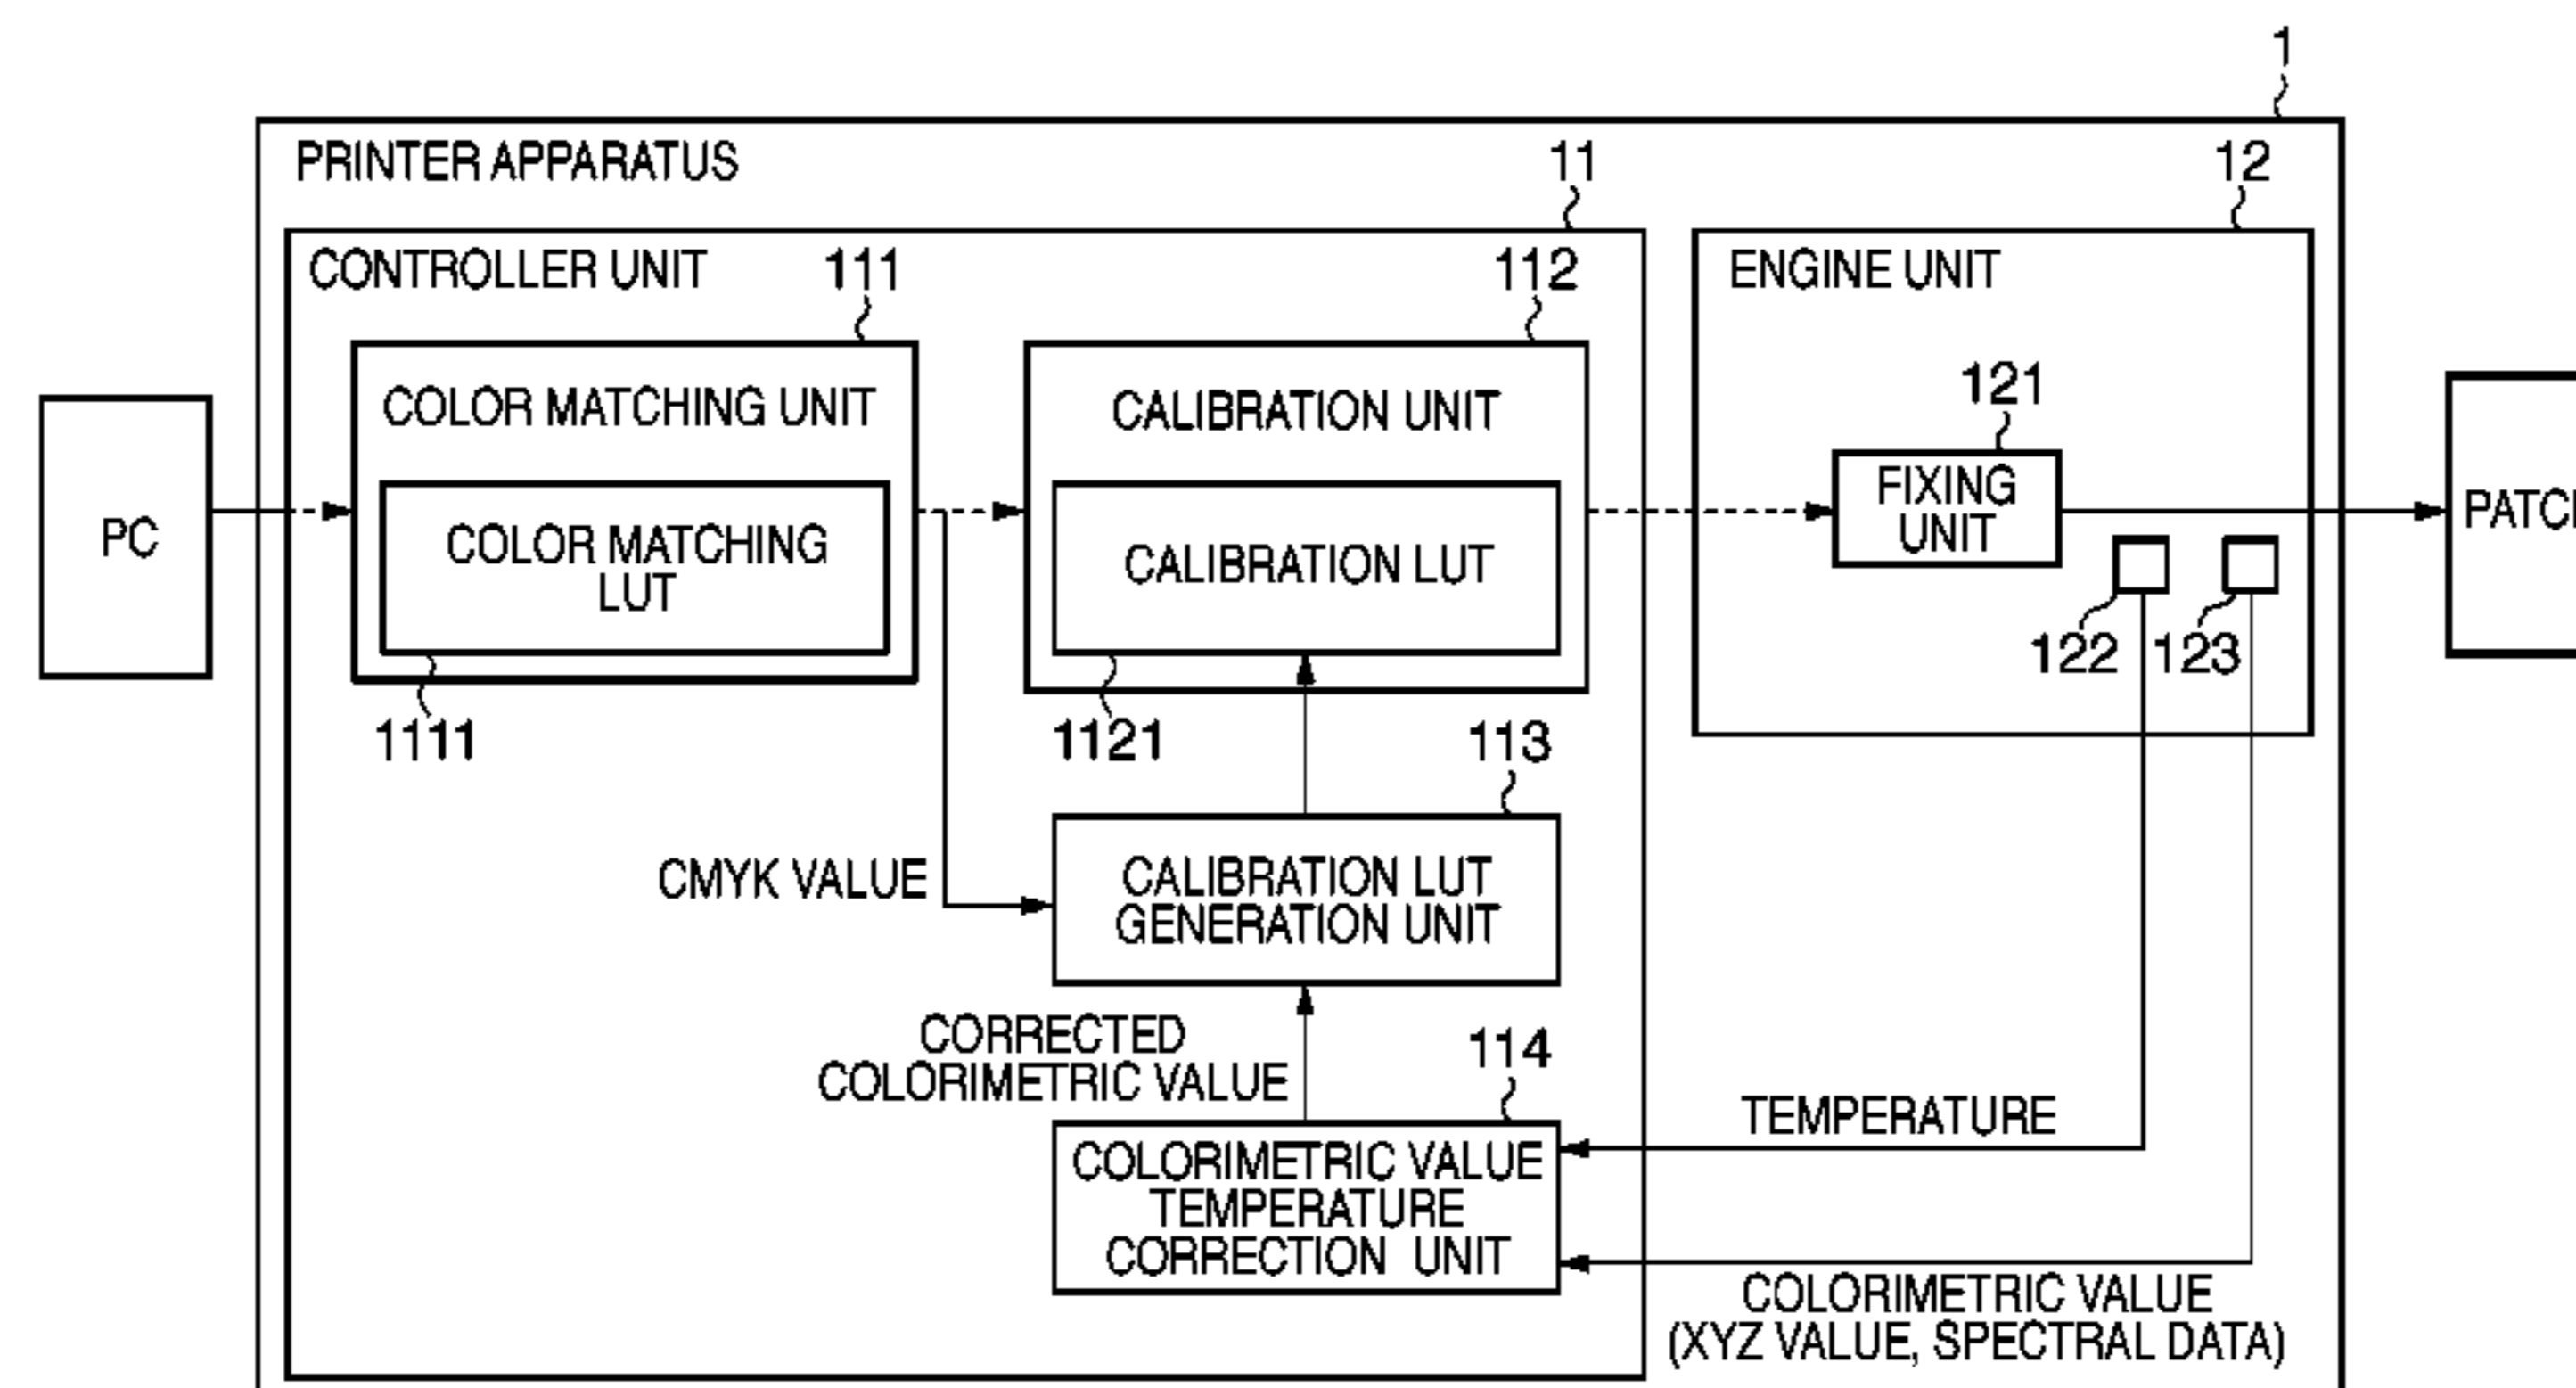 1
PRINTER APPARATUS
11
12
CONTROLLER UNIT
111
112
ENGINE UNIT
COLOR MATCHING UNIT
CALIBRATION UNIT
121
PC
COLOR MATCHING
LUT
CALIBRATION LUT
FIXING
UNIT
122
123
1111
1121
113
CMYK VALUE
CALIBRATION LUT
GENERATION UNIT
CORRECTED
COLORIMETRIC VALUE
114
TEMPERATURE
COLORIMETRIC VALUE
TEMPERATURE
CORRECTION UNIT
COLORIMETRIC VALUE
(XYZ VALUE, SPECTRAL DATA)